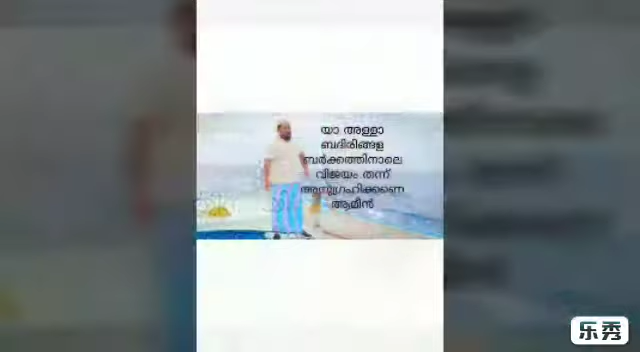 യാ അള്ളാ
ബദിരിങ്ങള
ബർക്കത്തിനാലെ
വിജയം തന്ന്
അനുഗ്രഹിക്കണെ
ആമീൻ
乐秀